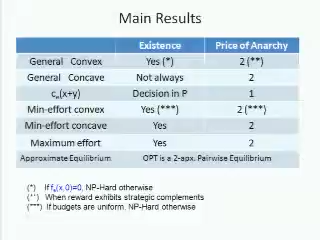 Main Results
Existence Price of Anarchy
General Convex Yes (*) 2 (**)
General Concave Not always 2
cₑ(x+y) Decision in P 1
Min-effort convex Yes (***) 2 (***)
Min-effort concave Yes 2
Maximum effort Yes 2
Approximate Equilibrium OPT is a 2-apx. Pairwise Equilibrium
(*) If fₑ(x,0)=0, NP-Hard otherwise
(**) When reward exhibits strategic complements
(***) If budgets are uniform, NP-Hard otherwise